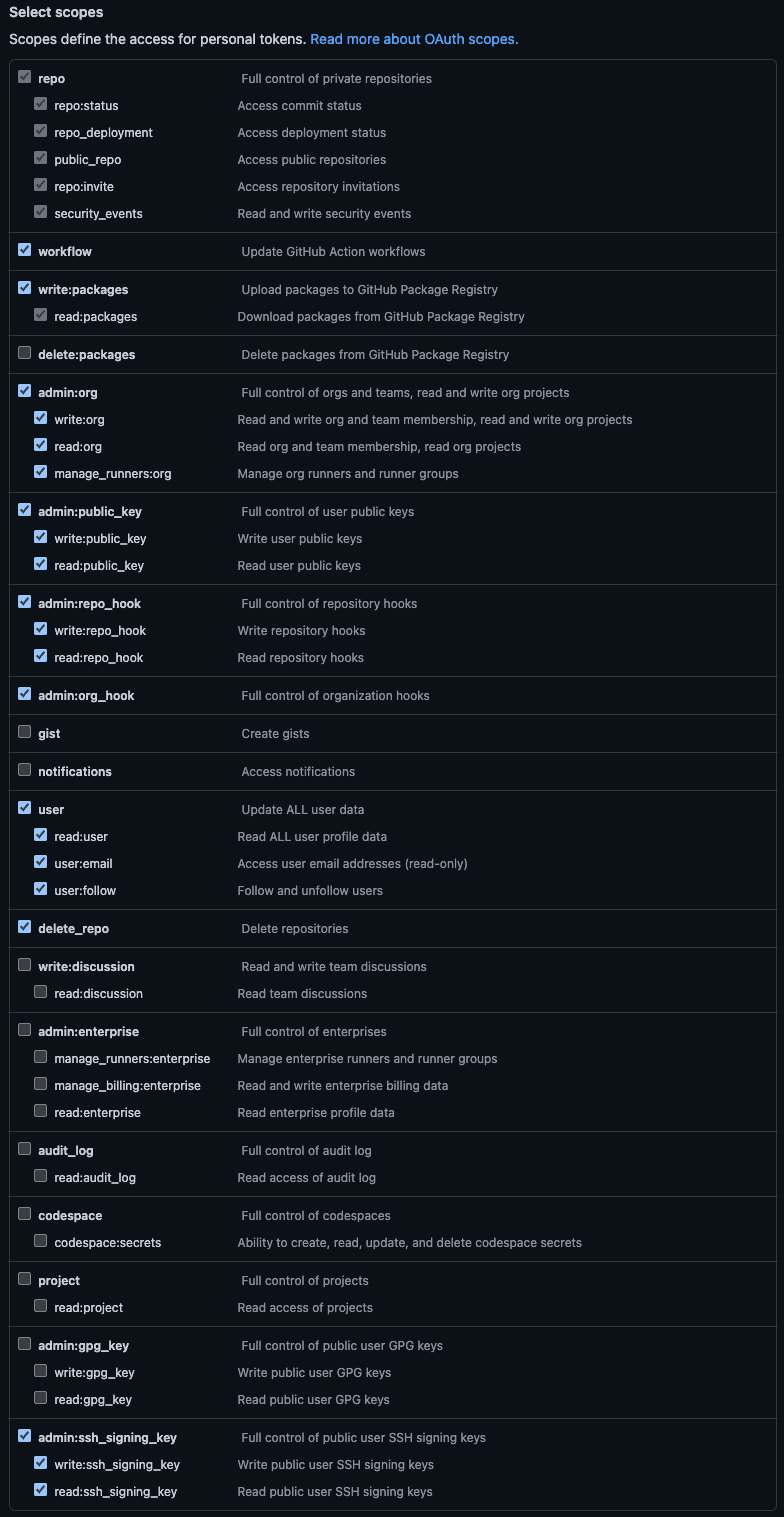 Select scopes
Scopes define the access for personal tokens. Read more about OAuth scopes.
repo Full control of private repositories
repo:status Access commit status
repo_deployment Access deployment status
public_repo Access public repositories
repo:invite Access repository invitations
security_events Read and write security events
workflow Update GitHub Action workflows
write:packages Upload packages to GitHub Package Registry
read:packages Download packages from GitHub Package Registry
delete:packages Delete packages from GitHub Package Registry
admin:org Full control of orgs and teams, read and write org projects
write:org Read and write org and team membership, read and write org projects
read:org Read org and team membership, read org projects
manage_runners:org Manage org runners and runner groups
admin:public_key Full control of user public keys
write:public_key Write user public keys
read:public_key Read user public keys
admin:repo_hook Full control of repository hooks
write:repo_hook Write repository hooks
read:repo_hook Read repository hooks
admin:org_hook Full control of organization hooks
gist Create gists
notifications Access notifications
user Update ALL user data
read:user Read ALL user profile data
user:email Access user email addresses (read-only)
user:follow Follow and unfollow users
delete_repo Delete repositories
write:discussion Read and write team discussions
read:discussion Read team discussions
admin:enterprise Full control of enterprises
manage_runners:enterprise Manage enterprise runners and runner groups
manage_billing:enterprise Read and write enterprise billing data
read:enterprise Read enterprise profile data
audit_log Full control of audit log
read:audit_log Read access of audit log
codespace Full control of codespaces
codespace:secrets Ability to create, read, update, and delete codespace secrets
project Full control of projects
read:project Read access of projects
admin:gpg_key Full control of public user GPG keys
write:gpg_key Write public user GPG keys
read:gpg_key Read public user GPG keys
admin:ssh_signing_key Full control of public user SSH signing keys
write:ssh_signing_key Write public user SSH signing keys
read:ssh_signing_key Read public user SSH signing keys